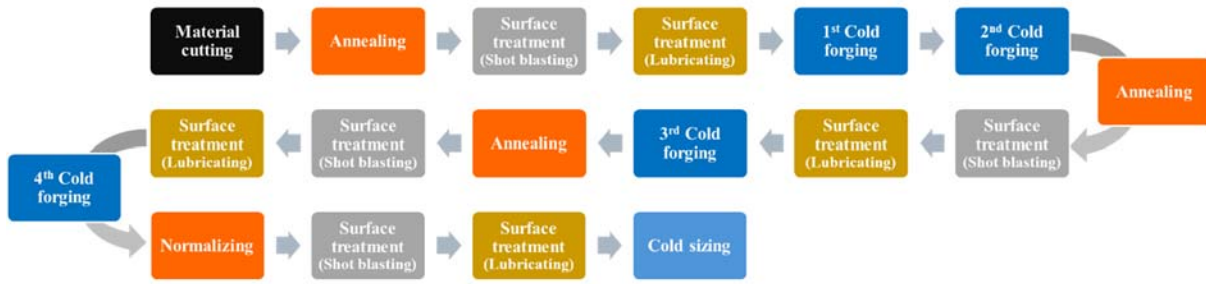 Material
cutting
Annealing
Surface
treatment
(Shot blasting)
Surface
treatment
(Lubricating)
1st Cold
forging
2nd Cold
forging
Annealing
Surface
treatment
(Shot blasting)
Surface
treatment
(Lubricating)
3rd Cold
forging
Annealing
Surface
treatment
(Shot blasting)
Surface
treatment
(Lubricating)
4th Cold
forging
Normalizing
Surface
treatment
(Shot blasting)
Surface
treatment
(Lubricating)
Cold sizing